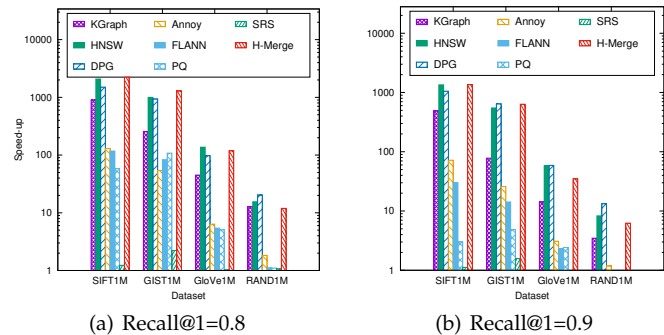 10000
1000
100
10
1
Speed-up
KGraph
HNSW
DPG
Annoy
FLANN
PQ
SRS
H-Merge
SIFT1M
GIST1M
GloVe1M
RAND1M
Dataset
(a) Recall@1=0.8
10000
1000
100
10
1
Speed-up
KGraph
HNSW
DPG
Annoy
FLANN
PQ
SRS
H-Merge
SIFT1M
GIST1M
GloVe1M
RAND1M
Dataset
(b) Recall@1=0.9